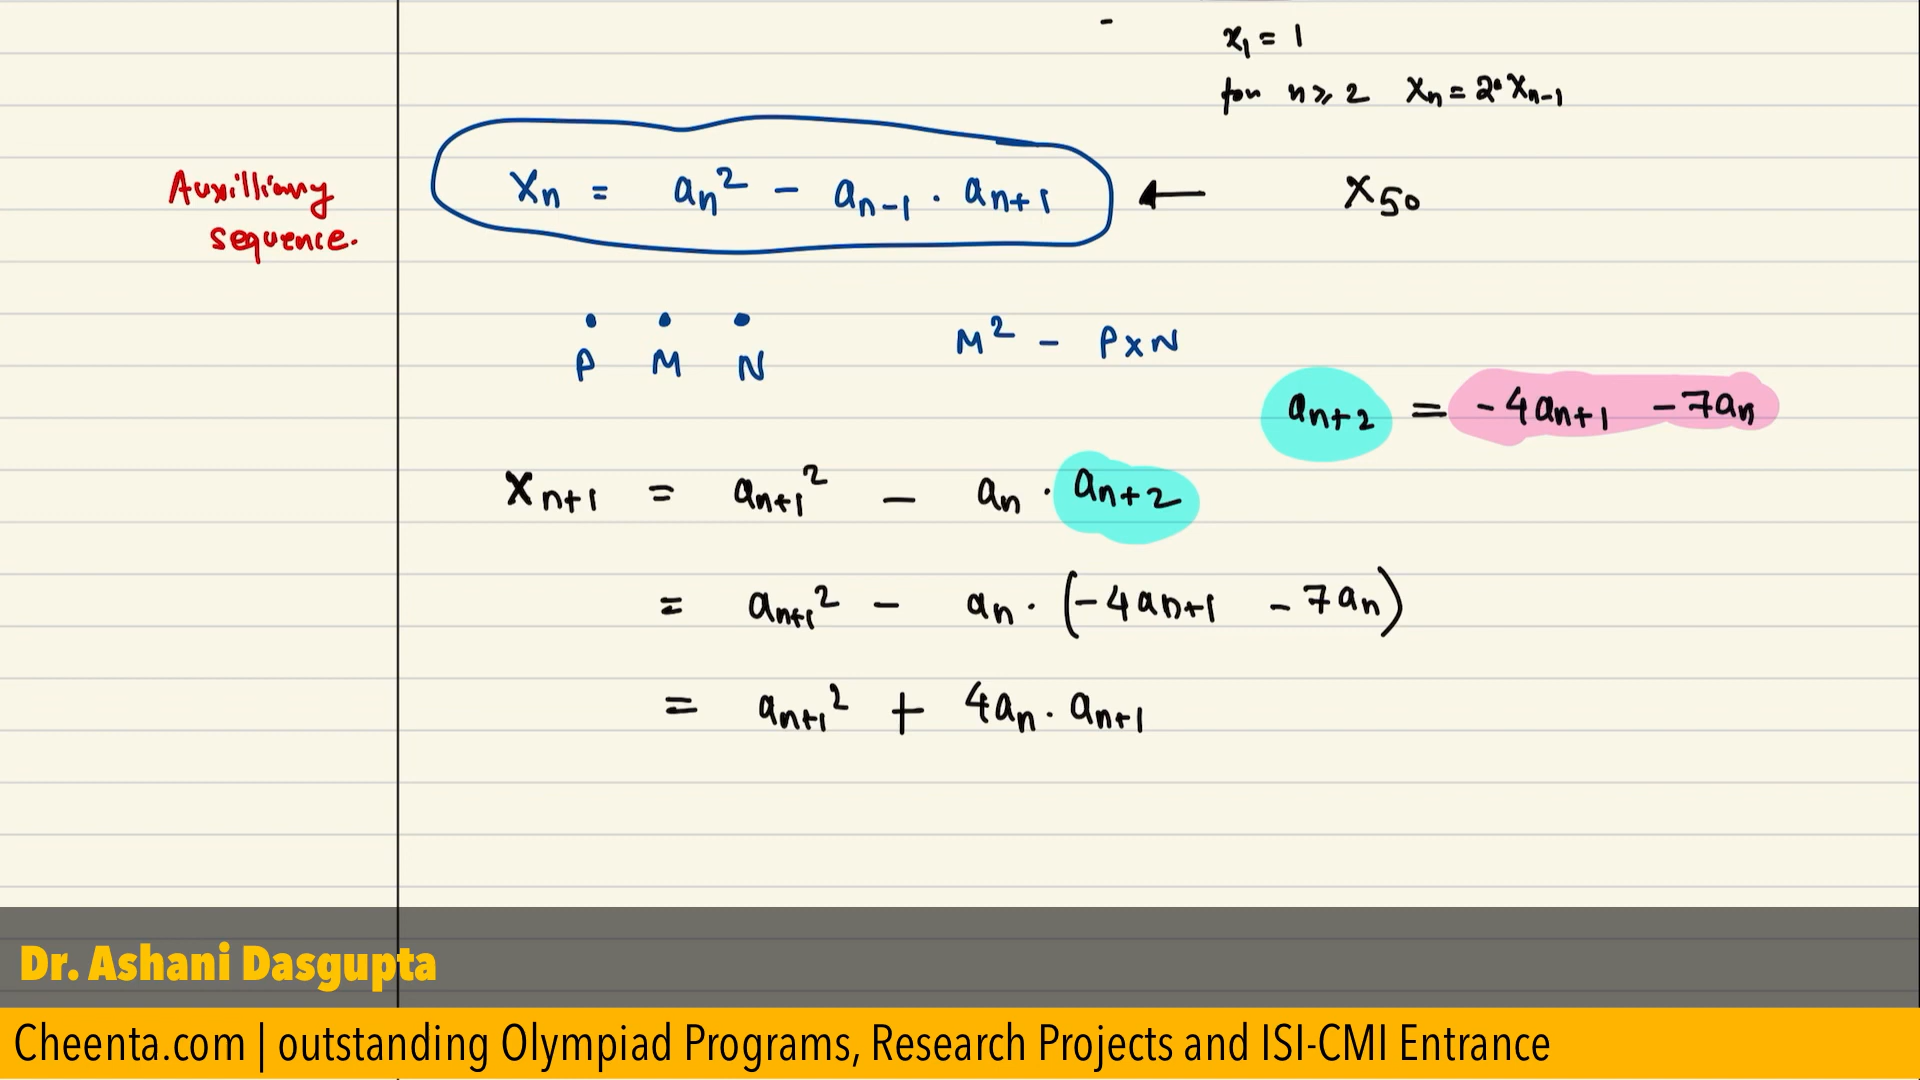 x₁ = 1
for n ≥ 2 xₙ = 2·xₙ₋₁
Auxilliary
sequence.
xₙ = aₙ² - aₙ₋₁ · aₙ₊₁ ← x₅₀
P M N M² - P×N
aₙ₊₂ = -4aₙ₊₁ -7aₙ
xₙ₊₁ = aₙ₊₁² - aₙ · aₙ₊₂
= aₙ₊₁² - aₙ · (-4aₙ₊₁ - 7aₙ)
= aₙ₊₁² + 4aₙ · aₙ₊₁
Dr. Ashani Dasgupta
Cheenta.com | outstanding Olympiad Programs, Research Projects and ISI-CMI Entrance